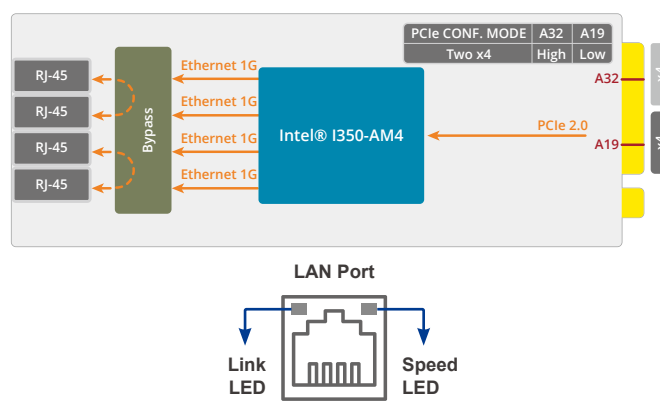 PCIe CONF. MODE A32 A19
Two x4 High Low
RJ-45
RJ-45
RJ-45
RJ-45
Bypass
Ethernet 1G
Ethernet 1G
Ethernet 1G
Ethernet 1G
Intel® I350-AM4
PCIe 2.0
A32
A19
x4
x4
LAN Port
Link
LED
Speed
LED